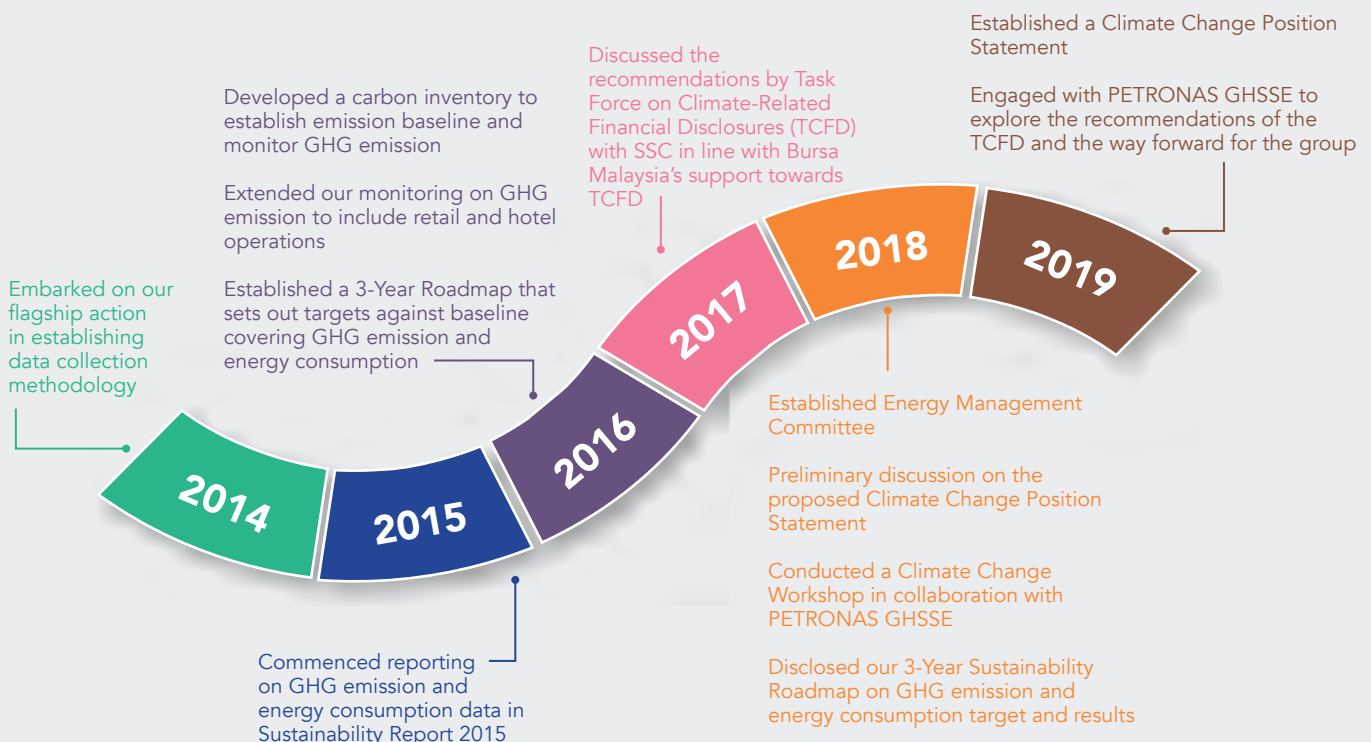 Embarked on our
flagship action
in establishing
data collection
methodology
2014
2015
Commenced reporting
on GHG emission and
energy consumption data in
Sustainability Report 2015
Developed a carbon inventory to
establish emission baseline and
monitor GHG emission
Extended our monitoring on GHG
emission to include retail and hotel
operations
Established a 3-Year Roadmap that
sets out targets against baseline
covering GHG emission and
energy consumption
2016
Discussed the
recommendations by Task
Force on Climate-Related
Financial Disclosures (TCFD)
with SSC in line with Bursa
Malaysia’s support towards
TCFD
2017
2018
Established Energy Management
Committee
Preliminary discussion on the
proposed Climate Change Position
Statement
Conducted a Climate Change
Workshop in collaboration with
PETRONAS GHSSE
Disclosed our 3-Year Sustainability
Roadmap on GHG emission and
energy consumption target and results
Established a Climate Change Position
Statement
Engaged with PETRONAS GHSSE to
explore the recommendations of the
TCFD and the way forward for the group
2019